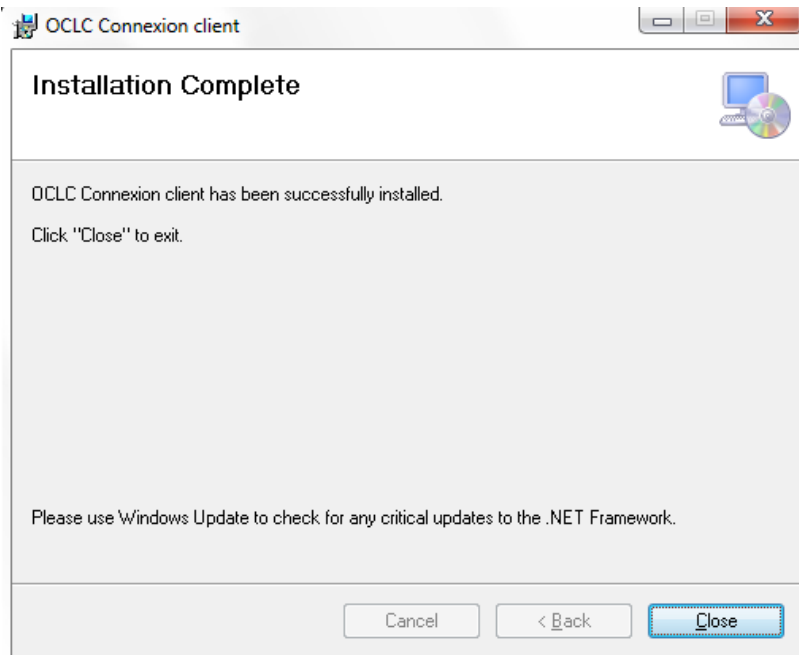 OCLC Connexion client
Installation Complete
OCLC Connexion client has been successfully installed.
Click "Close" to exit.
Please use Windows Update to check for any critical updates to the .NET Framework.
Cancel
< Back
Close